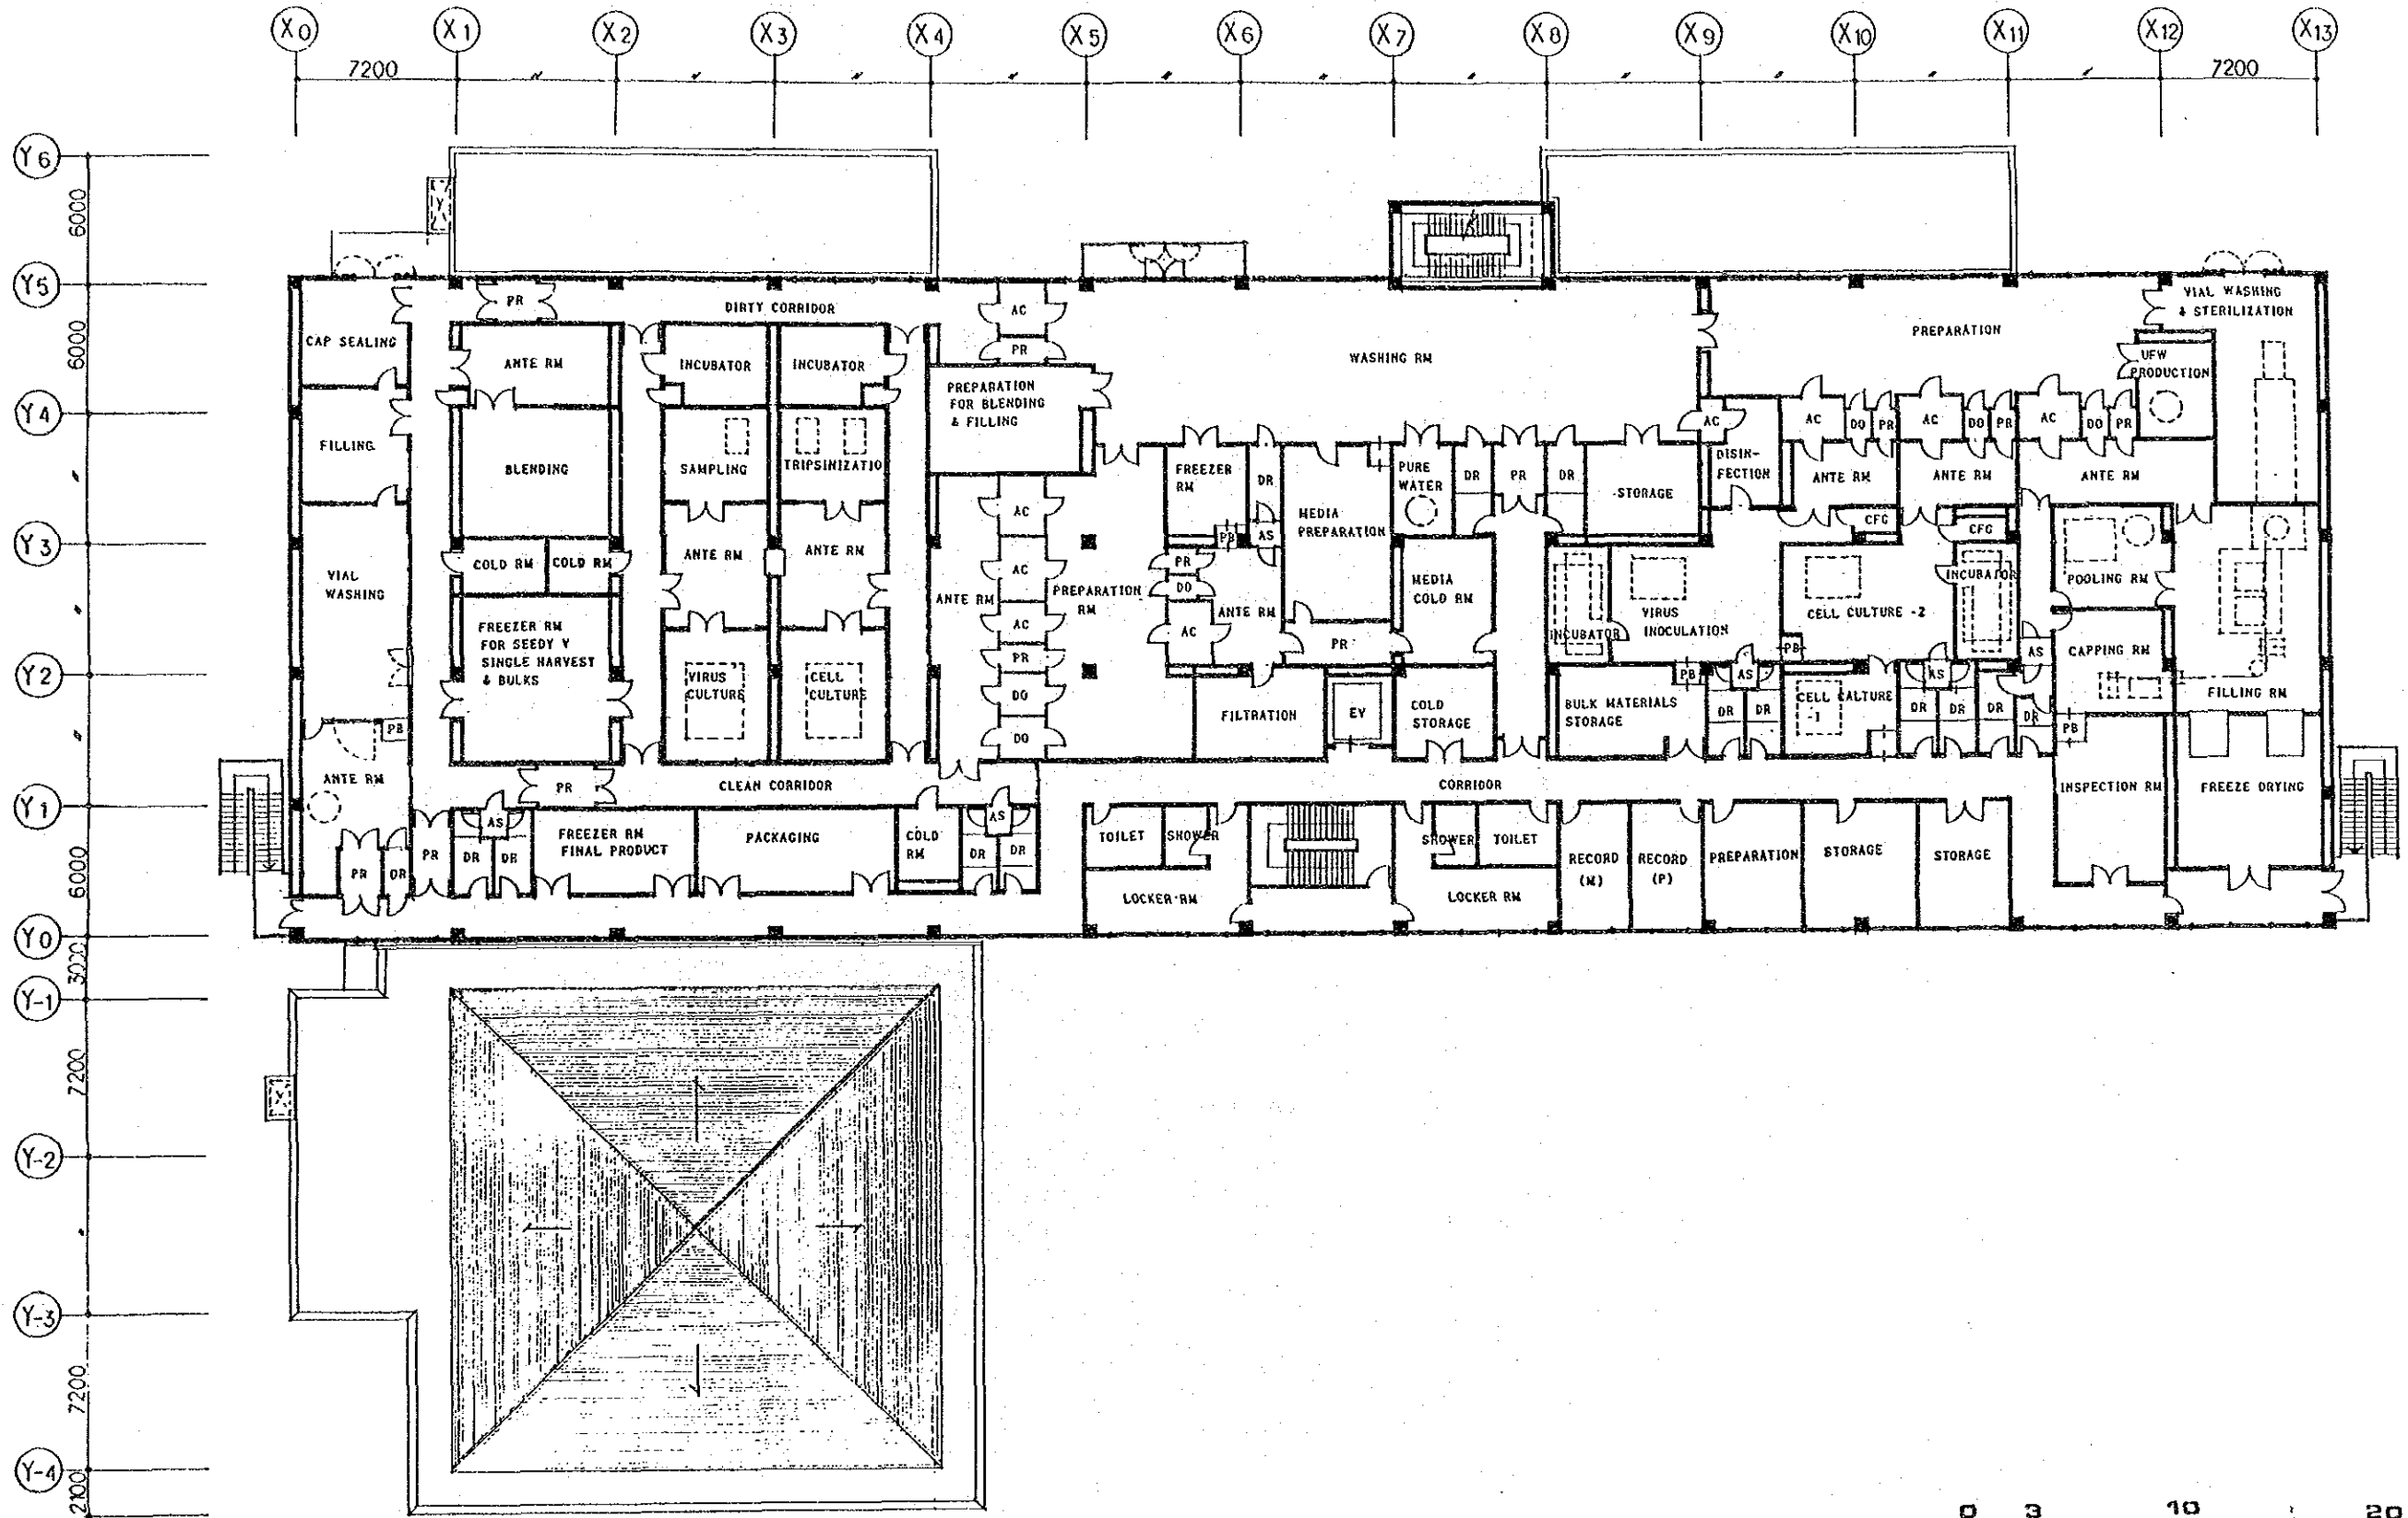 X0 X1 X2 X3 X4 X5 X6 X7 X8 X9 X10 X11 X12 X13
7200 7200
Y6
6000
Y5
6000
Y4
Y3
Y2
Y1
6000
Y0
3020
Y-1
7200
Y-2
Y-3
7200
Y-4
2100
CAP SEALING
FILLING
VIAL
WASHING
PB
ANTE RM
PR
DR
PR
PR
DIRTY CORRIDOR
ANTE RM
BLENDING
COLD RM
COLD RM
FREEZER RM
FOR SEEDY V
SINGLE HARVEST
& BULKS
PR
CLEAN CORRIDOR
AS
DR
DR
FREEZER RM
FINAL PRODUCT
PACKAGING
COLD
RM
AS
DR
DR
INCUBATOR
SAMPLING
ANTE RM
VIRUS
CULTURE
INCUBATOR
TRIPSINIZATIO
ANTE RM
CELL
CULTURE
AC
PR
PREPARATION
FOR BLENDING
& FILLING
ANTE RM
AC
AC
AC
PR
DO
DO
PREPARATION
RM
WASHING RM
FREEZER
RM
DR
PB
AS
PR
DO
AC
ANTE RM
MEDIA
PREPARATION
PR
FILTRATION
EV
PURE
WATER
DR
PR
DR
STORAGE
MEDIA
COLD RM
COLD
STORAGE
CORRIDOR
TOILET
SHOWER
LOCKER RM
SHOWER
TOILET
LOCKER RM
RECORD
(M)
RECORD
(P)
PREPARATION
STORAGE
STORAGE
PREPARATION
AC
DISIN-
FECTION
AC
DO
PR
AC
DO
PR
AC
DO
PR
ANTE RM
ANTE RM
ANTE RM
CFG
CFG
INCUBATOR
VIRUS
INOCULATION
PB
CELL CULTURE -2
INCUBATOR
PB
BULK MATERIALS
STORAGE
AS
DR
DR
CELL CALTURE
-1
AS
DR
DR
DR
DR
AS
VIAL WASHING
& STERILIZATION
UFW
PRODUCTION
POOLING RM
CAPPING RM
FILLING RM
PB
INSPECTION RM
FREEZE DRYING
0 3 10 20